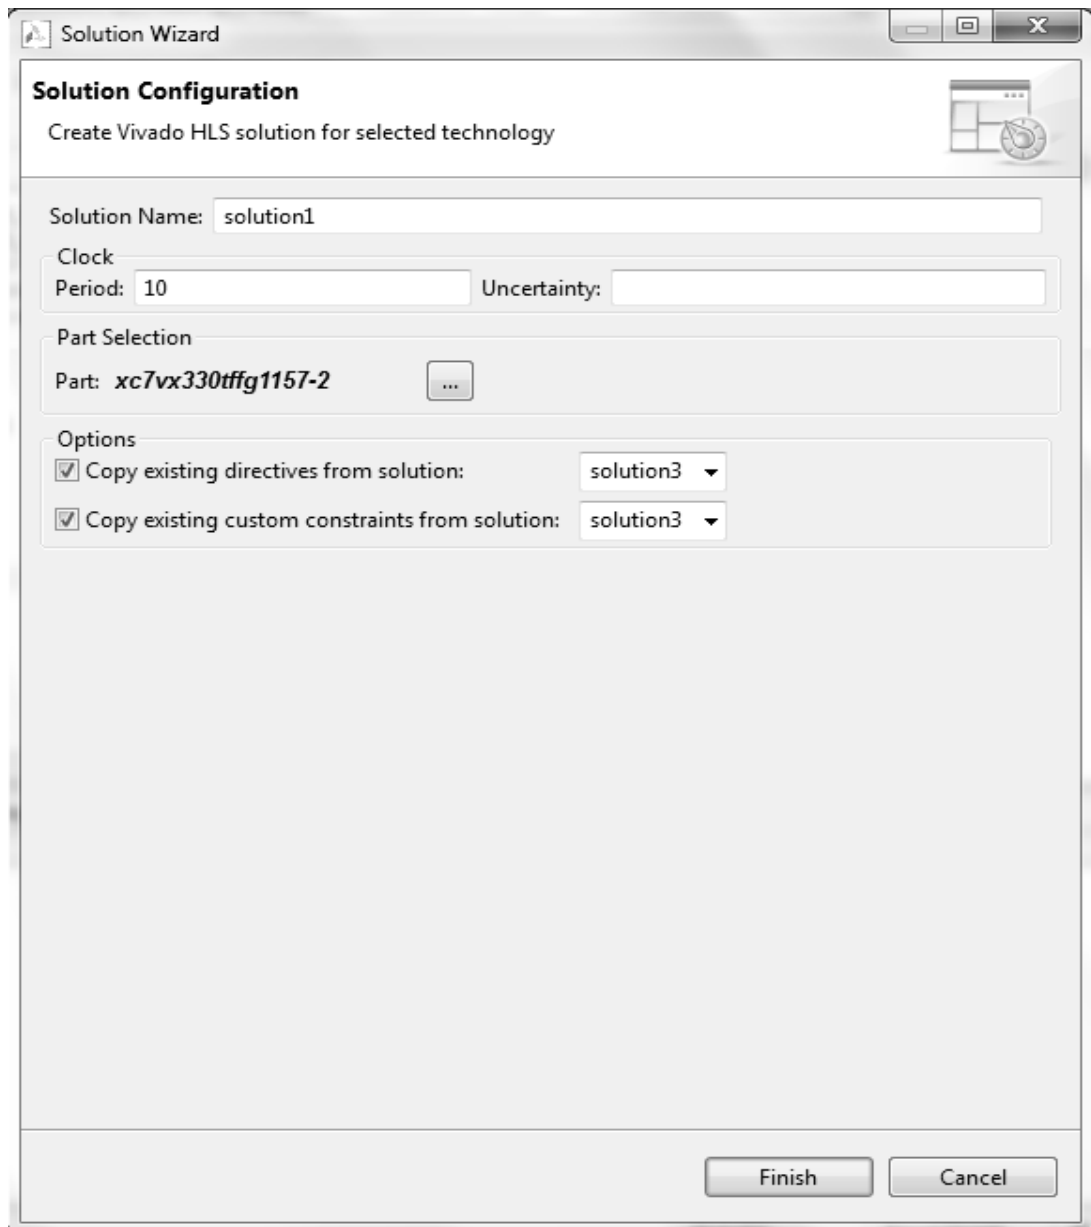 Solution Wizard
Solution Configuration
Create Vivado HLS solution for selected technology
Solution Name: solution1
Clock
Period: 10 Uncertainty:
Part Selection
Part: xc7vx330tffg1157-2 ...
Options
Copy existing directives from solution: solution3
Copy existing custom constraints from solution: solution3
Finish Cancel